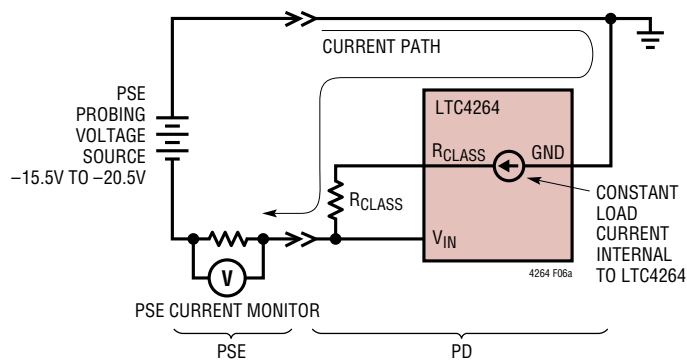 CURRENT PATH
PSE
PROBING
VOLTAGE
SOURCE
–15.5V TO –20.5V
LTC4264
RCLASS
GND
RCLASS
VIN
CONSTANT
LOAD
CURRENT
INTERNAL
TO LTC4264
4264 F06a
V
PSE CURRENT MONITOR
PSE
PD